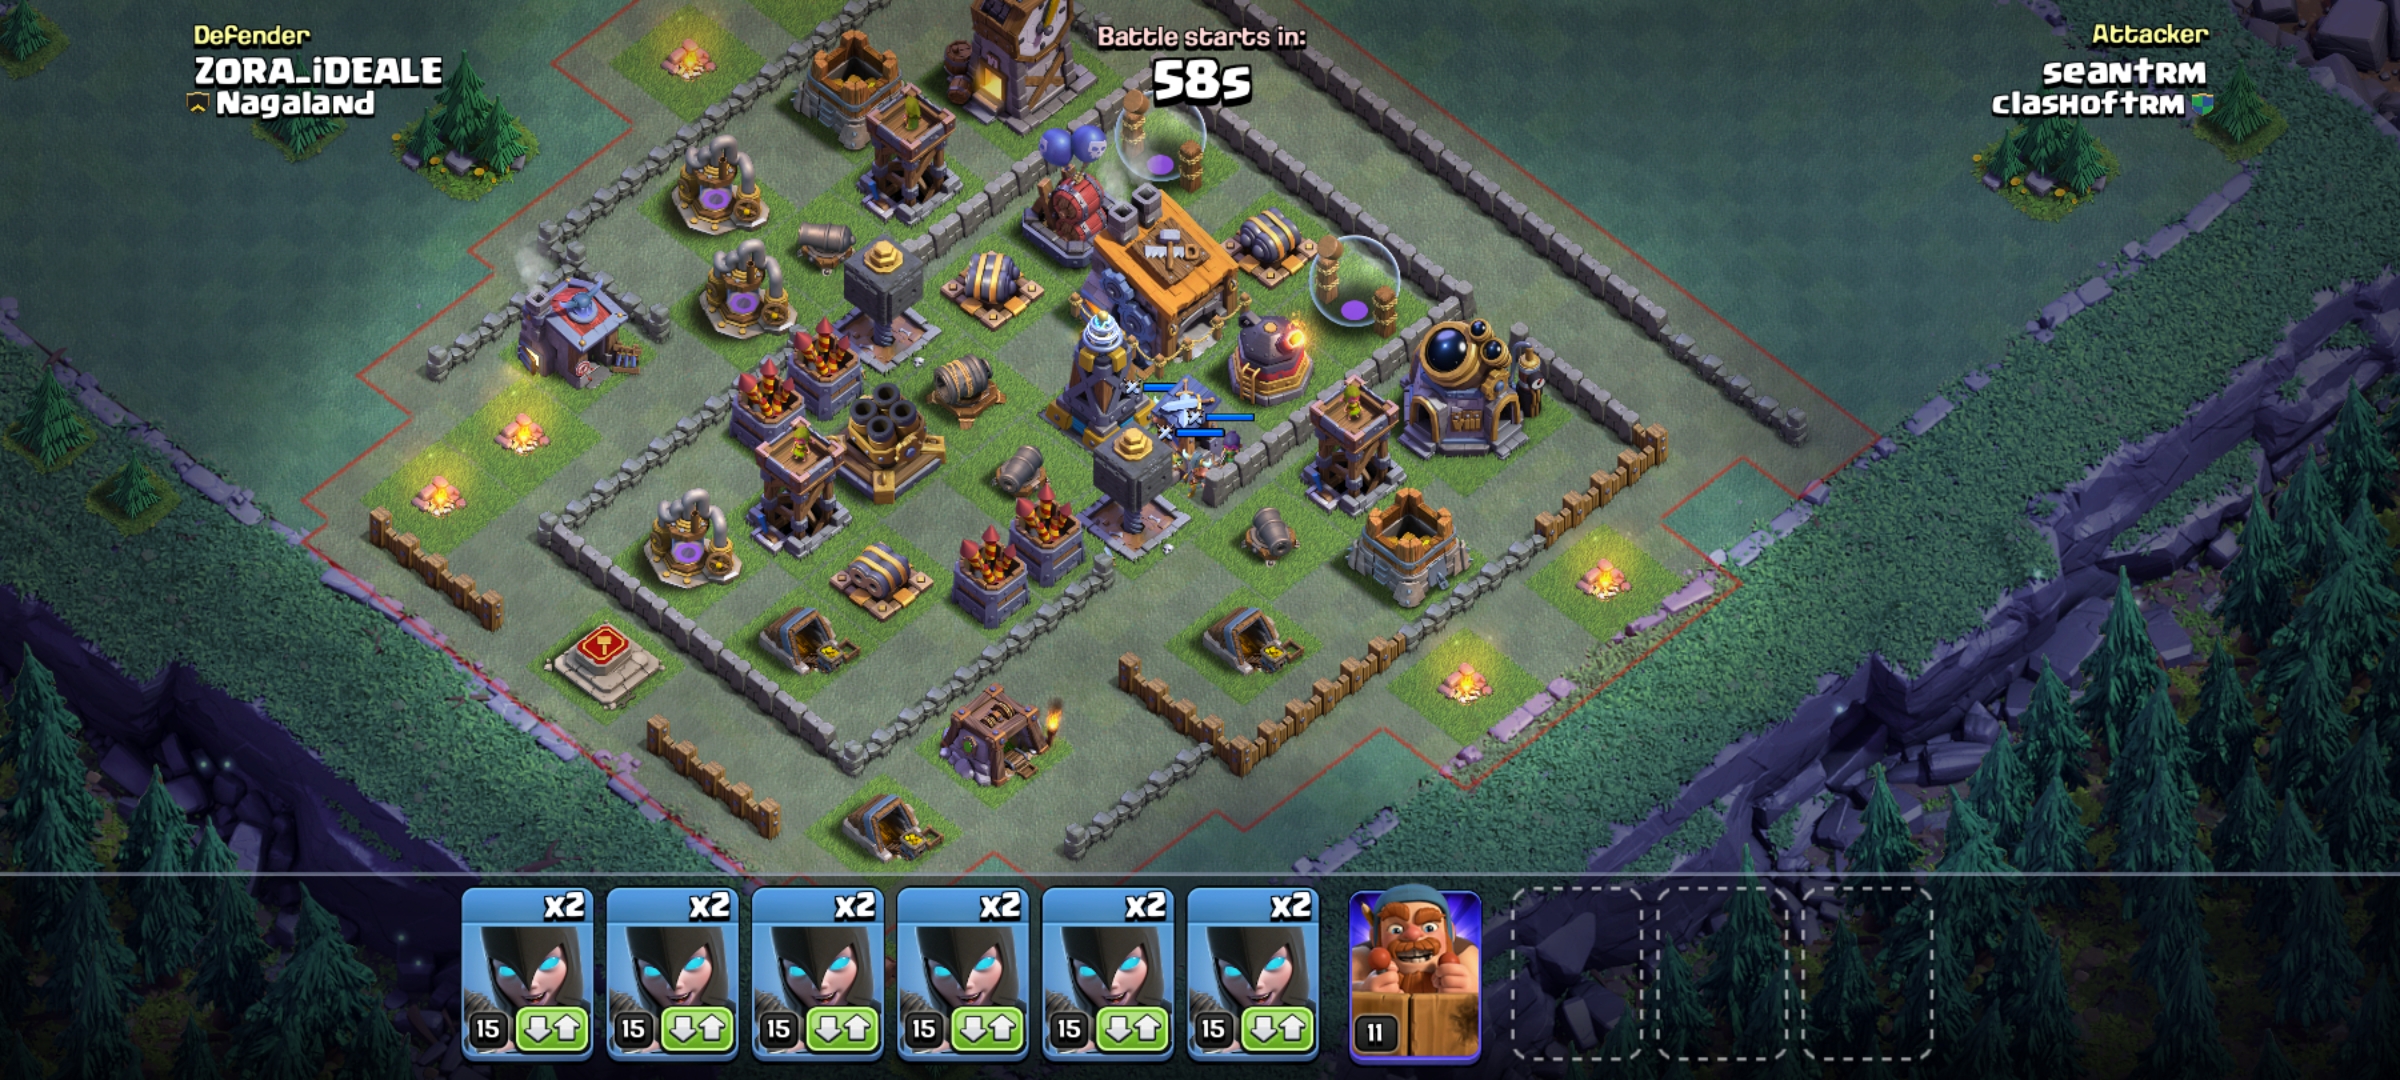 Defender
ZORA_iDEALE
Nagaland
Battle starts in:
58s
Attacker
seantRM
clashoftRM
VIII
x2
x2
x2
x2
x2
x2
15
15
15
15
15
15
11